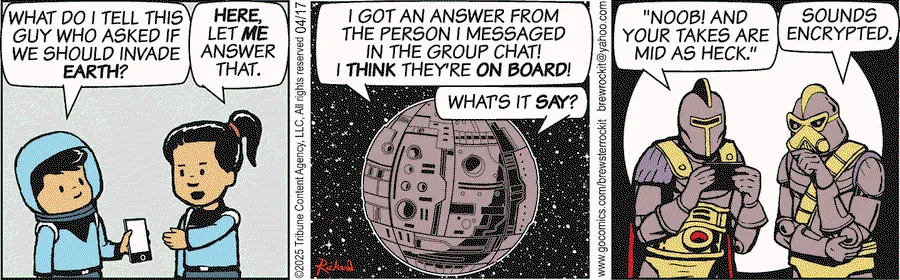 WHAT DO I TELL THIS
GUY WHO ASKED IF
WE SHOULD INVADE
EARTH?
HERE,
LET ME
ANSWER
THAT.
©2025 Tribune Content Agency, LLC, All rights reserved 04/17
I GOT AN ANSWER FROM
THE PERSON I MESSAGED
IN THE GROUP CHAT!
I THINK THEY'RE ON BOARD!
WHAT'S IT SAY?
Richard
www.gocomics.com/brewsterrockit brewrockit@yahoo.com
"NOOB! AND
YOUR TAKES ARE
MID AS HECK."
SOUNDS
ENCRYPTED.